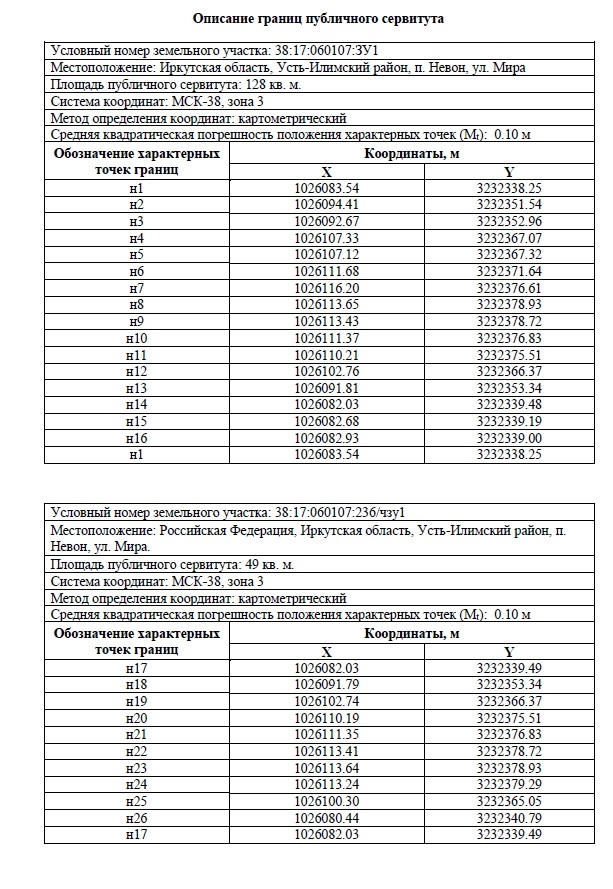 Описание границ публичного сервитута
Условный номер земельного участка: 38:17:060107:ЗУ1
Местоположение: Иркутская область, Усть-Илимский район, п. Невон, ул. Мира
Площадь публичного сервитута: 128 кв. м.
Система координат: МСК-38, зона 3
Метод определения координат: картометрический
Средняя квадратическая погрешность положения характерных точек (Mt): 0.10 м
Обозначение характерных точек границ Координаты, м
X Y
н1 1026083.54 3232338.25
н2 1026094.41 3232351.54
н3 1026092.67 3232352.96
н4 1026107.33 3232367.07
н5 1026107.12 3232367.32
н6 1026111.68 3232371.64
н7 1026116.20 3232376.61
н8 1026113.65 3232378.93
н9 1026113.43 3232378.72
н10 1026111.37 3232376.83
н11 1026110.21 3232375.51
н12 1026102.76 3232366.37
н13 1026091.81 3232353.34
н14 1026082.03 3232339.48
н15 1026082.68 3232339.19
н16 1026082.93 3232339.00
н1 1026083.54 3232338.25
Условный номер земельного участка: 38:17:060107:236/чзу1
Местоположение: Российская Федерация, Иркутская область, Усть-Илимский район, п.
Невон, ул. Мира.
Площадь публичного сервитута: 49 кв. м.
Система координат: МСК-38, зона 3
Метод определения координат: картометрический
Средняя квадратическая погрешность положения характерных точек (Mt): 0.10 м
Обозначение характерных точек границ Координаты, м
X Y
н17 1026082.03 3232339.49
н18 1026091.79 3232353.34
н19 1026102.74 3232366.37
н20 1026110.19 3232375.51
н21 1026111.35 3232376.83
н22 1026113.41 3232378.72
н23 1026113.64 3232378.93
н24 1026113.24 3232379.29
н25 1026100.30 3232365.05
н26 1026080.44 3232340.79
н17 1026082.03 3232339.49